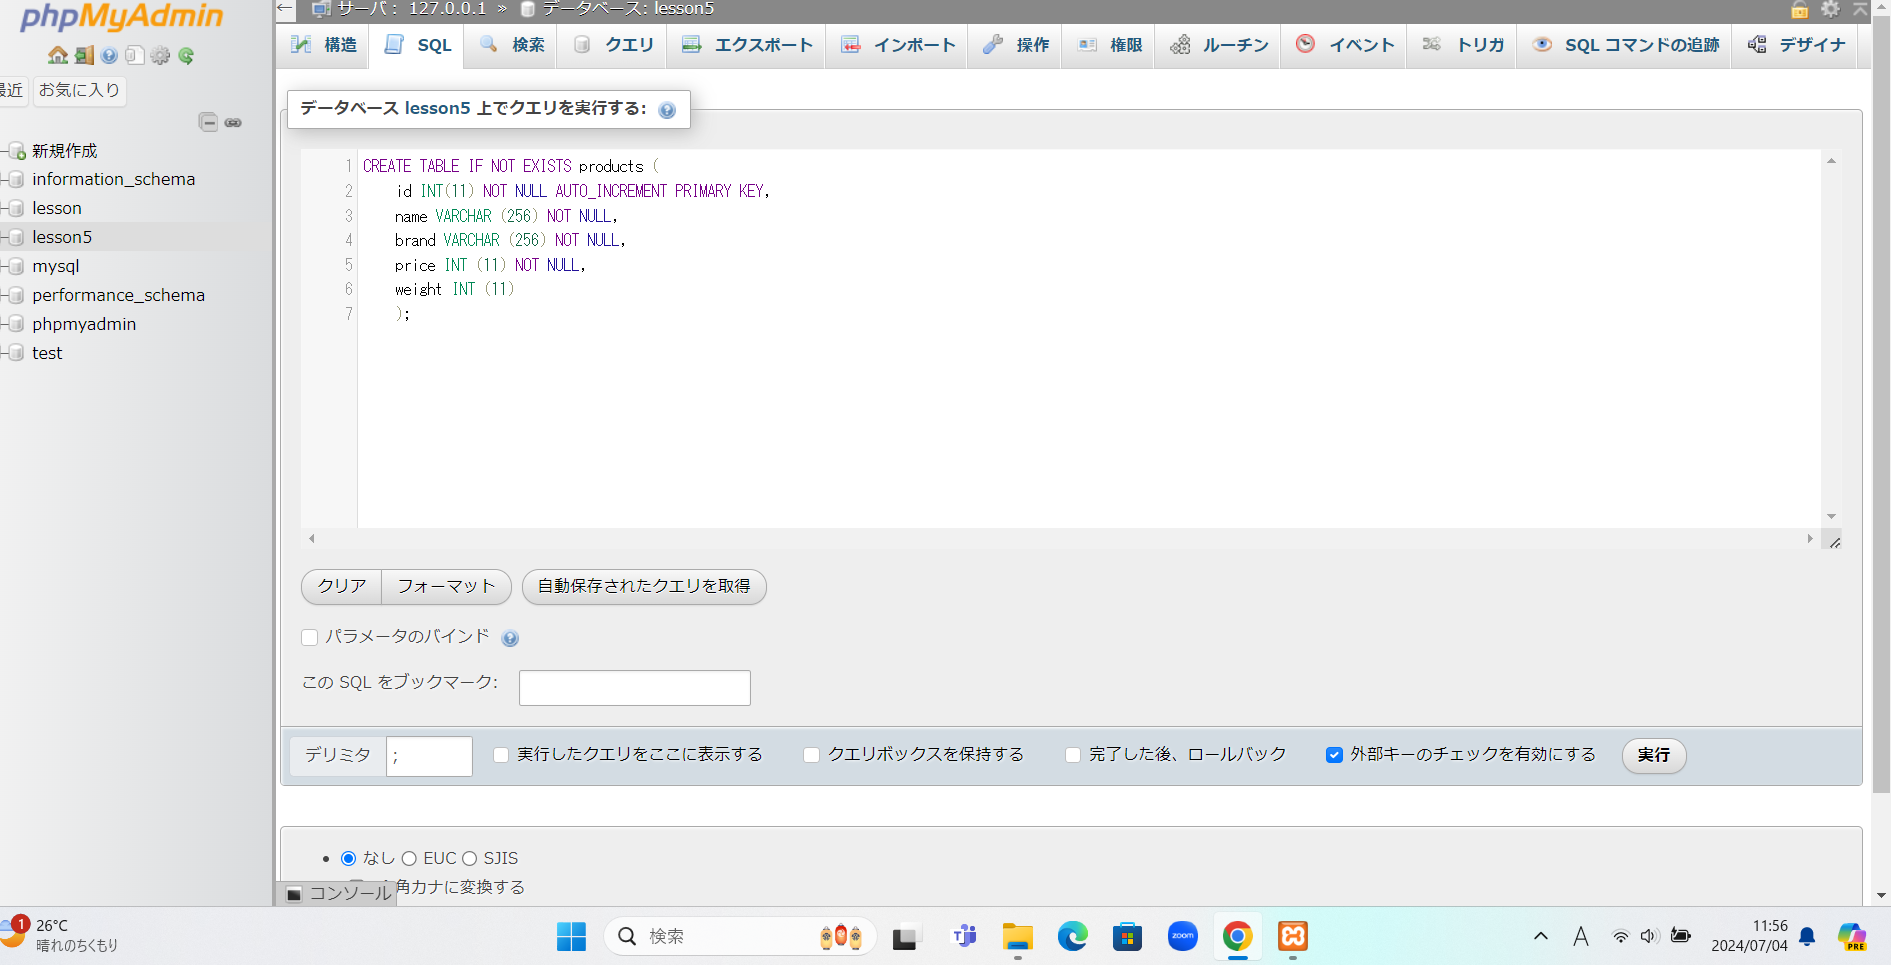 phpMyAdmin
最近 お気に入り
新規作成
information_schema
lesson
lesson5
mysql
performance_schema
phpmyadmin
test
サーバ: 127.0.0.1 » データベース: lesson5
構造 SQL 検索 クエリ エクスポート インポート 操作 権限 ルーチン イベント トリガ SQL コマンドの追跡 デザイナ
データベース lesson5 上でクエリを実行する:
1 CREATE TABLE IF NOT EXISTS products (
2 id INT(11) NOT NULL AUTO_INCREMENT PRIMARY KEY,
3 name VARCHAR (256) NOT NULL,
4 brand VARCHAR (256) NOT NULL,
5 price INT (11) NOT NULL,
6 weight INT (11)
7 );
クリア フォーマット 自動保存されたクエリを取得
パラメータのバインド
この SQL をブックマーク:
デリミタ ; 実行したクエリをここに表示する クエリボックスを保持する 完了した後、ロールバック 外部キーのチェックを有効にする 実行
• なし EUC SJIS
角カナに変換する
コンソール
1 26°C
晴れのちくもり
検索
zoom
A
11:56
2024/07/04
PRE